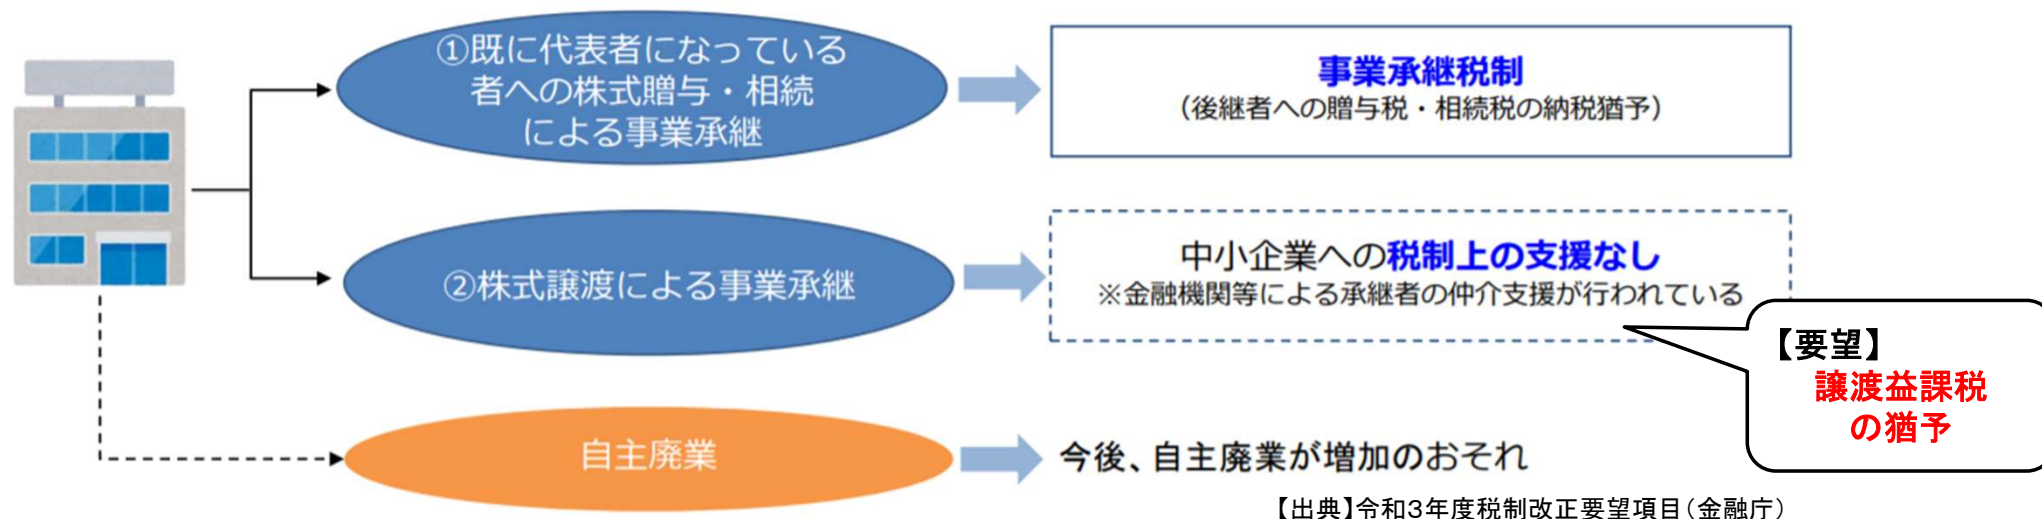 ①既に代表者になっている
者への株式贈与・相続
による事業承継
事業承継税制
（後継者への贈与税・相続税の納税猶予）
②株式譲渡による事業承継
中小企業への税制上の支援なし
※金融機関等による承継者の仲介支援が行われている
【要望】
譲渡益課税
の猶予
自主廃業
今後、自主廃業が増加のおそれ
【出典】令和3年度税制改正要望項目（金融庁）